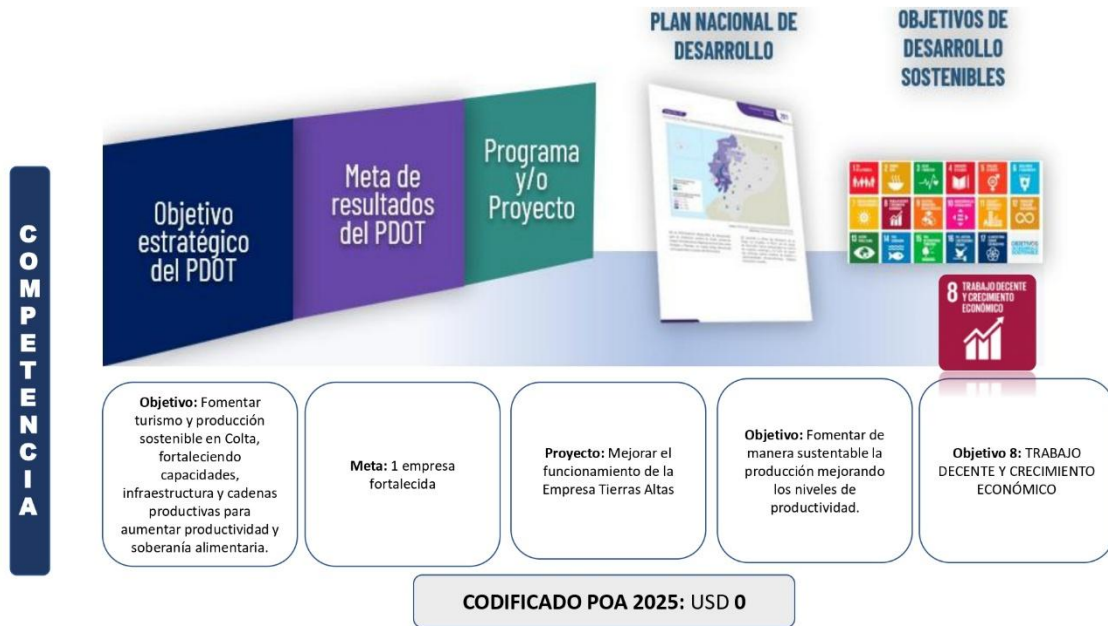 PLAN NACIONAL DE
DESARROLLO
OBJETIVOS DE
DESARROLLO
SOSTENIBLES
COMPETENCIA
Objetivo
estratégico
del PDOT
Meta de
resultados
del PDOT
Programa
y/o
Proyecto
8 TRABAJO DECENTE
Y CRECIMIENTO
ECONÓMICO
Objetivo: Fomentar
turismo y producción
sostenible en Colta,
fortaleciendo
capacidades,
infraestructura y cadenas
productivas para
aumentar productividad y
soberanía alimentaria.
Meta: 1 empresa
fortalecida
Proyecto: Mejorar el
funcionamiento de la
Empresa Tierras Altas
Objetivo: Fomentar de
manera sustentable la
producción mejorando
los niveles de
productividad.
Objetivo 8: TRABAJO
DECENTE Y CRECIMIENTO
ECONÓMICO
CODIFICADO POA 2025: USD 0